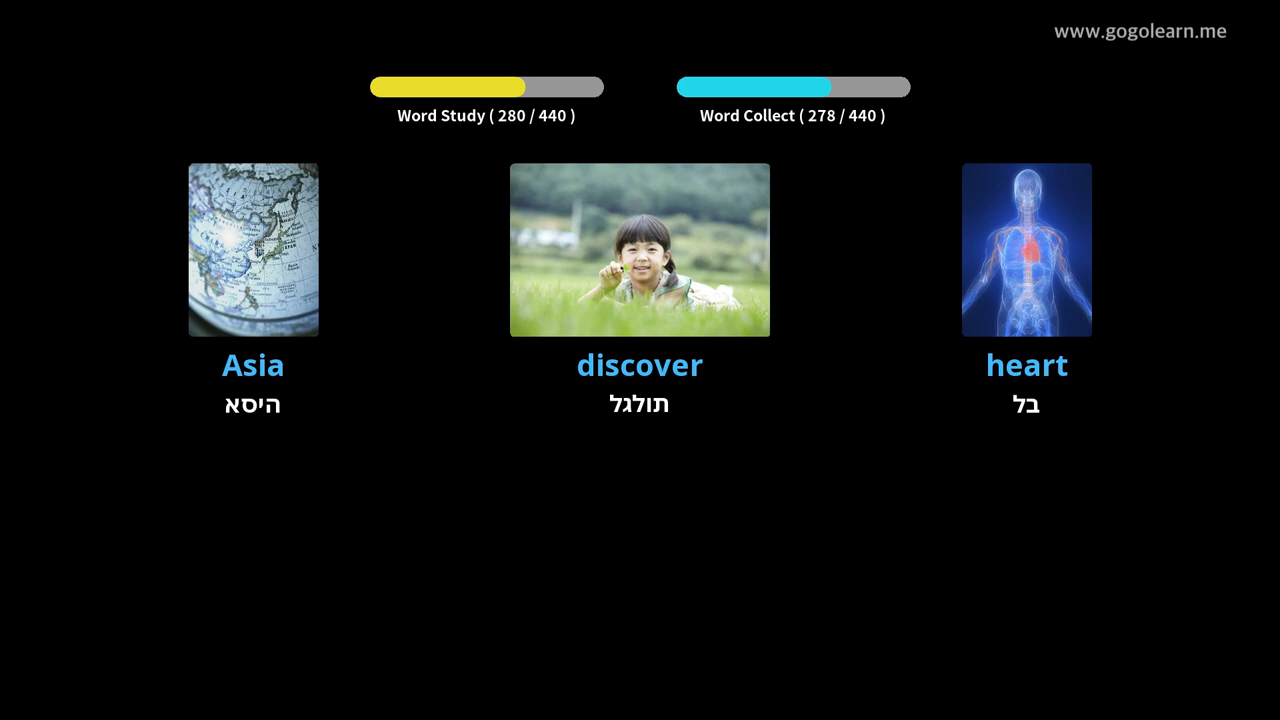 www.gogolearn.me
Word Study ( 280 / 440 )
Word Collect ( 278 / 440 )
Asia
היסא
discover
תולגל
heart
בל